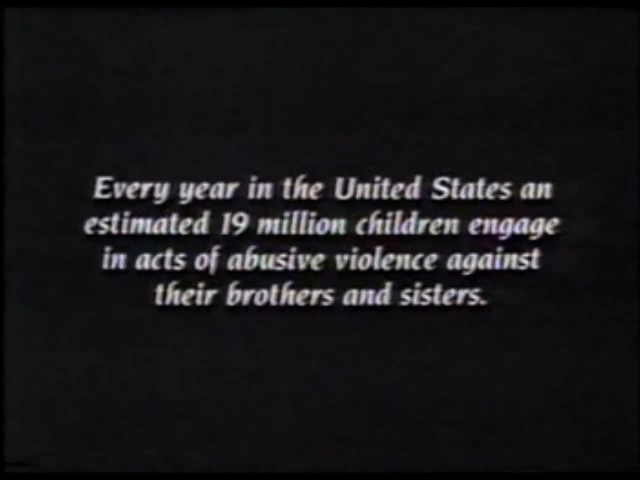 Every year in the United States an
estimated 19 million children engage
in acts of abusive violence against
their brothers and sisters.